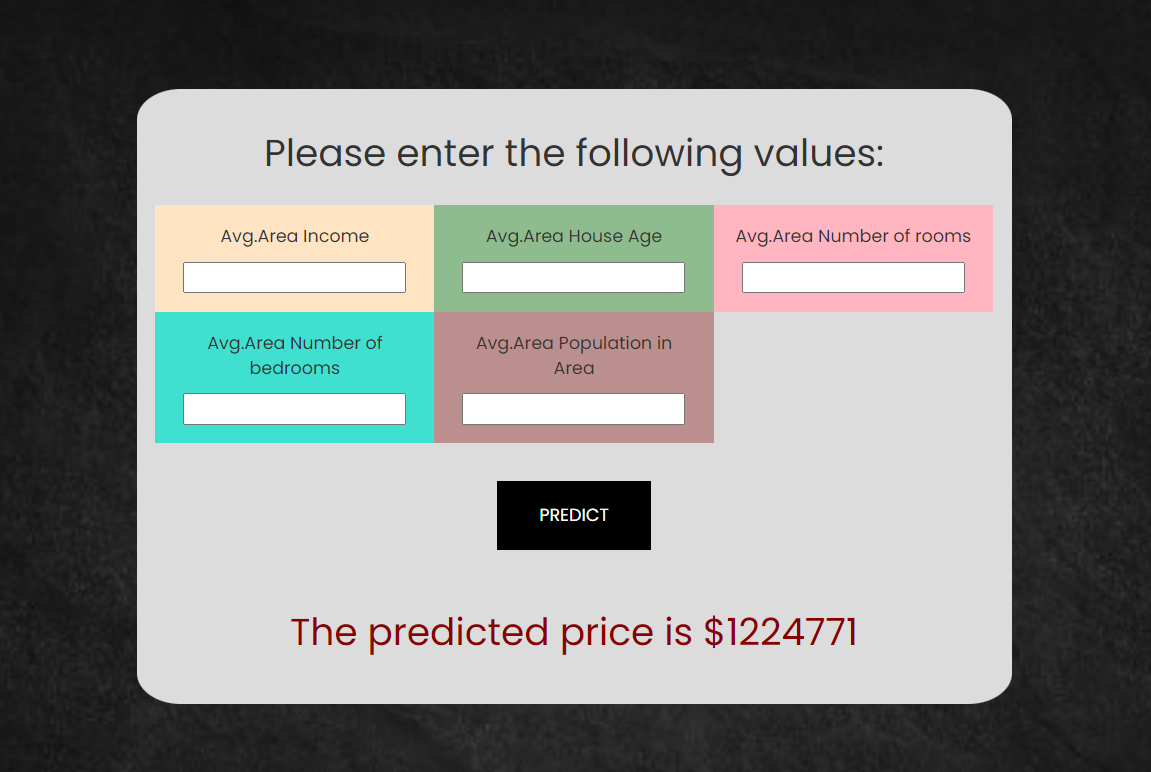 Please enter the following values:
Avg.Area Income
Avg.Area House Age
Avg.Area Number of rooms
Avg.Area Number of
bedrooms
Avg.Area Population in
Area
PREDICT
The predicted price is $1224771